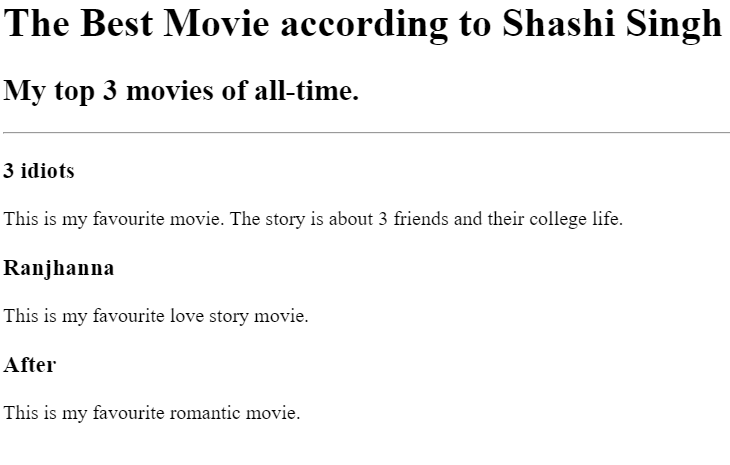 The Best Movie according to Shashi Singh
My top 3 movies of all-time.
3 idiots
This is my favourite movie. The story is about 3 friends and their college life.
Ranjhanna
This is my favourite love story movie.
After
This is my favourite romantic movie.